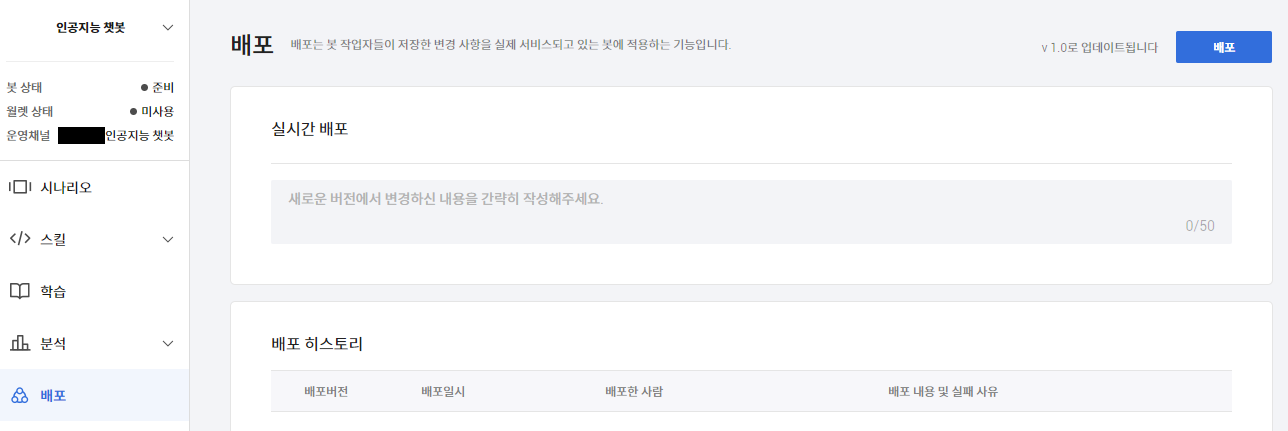 인공지능 챗봇
봇 상태 준비
월렛 상태 미사용
운영채널 인공지능 챗봇
시나리오
스킬
학습
분석
배포
배포 배포는 봇 작업자들이 저장한 변경 사항을 실제 서비스되고 있는 봇에 적용하는 기능입니다.
v 1.0로 업데이트됩니다 배포
실시간 배포
새로운 버전에서 변경하신 내용을 간략히 작성해주세요.
0/50
배포 히스토리
배포버전 배포일시 배포한 사람 배포 내용 및 실패 사유